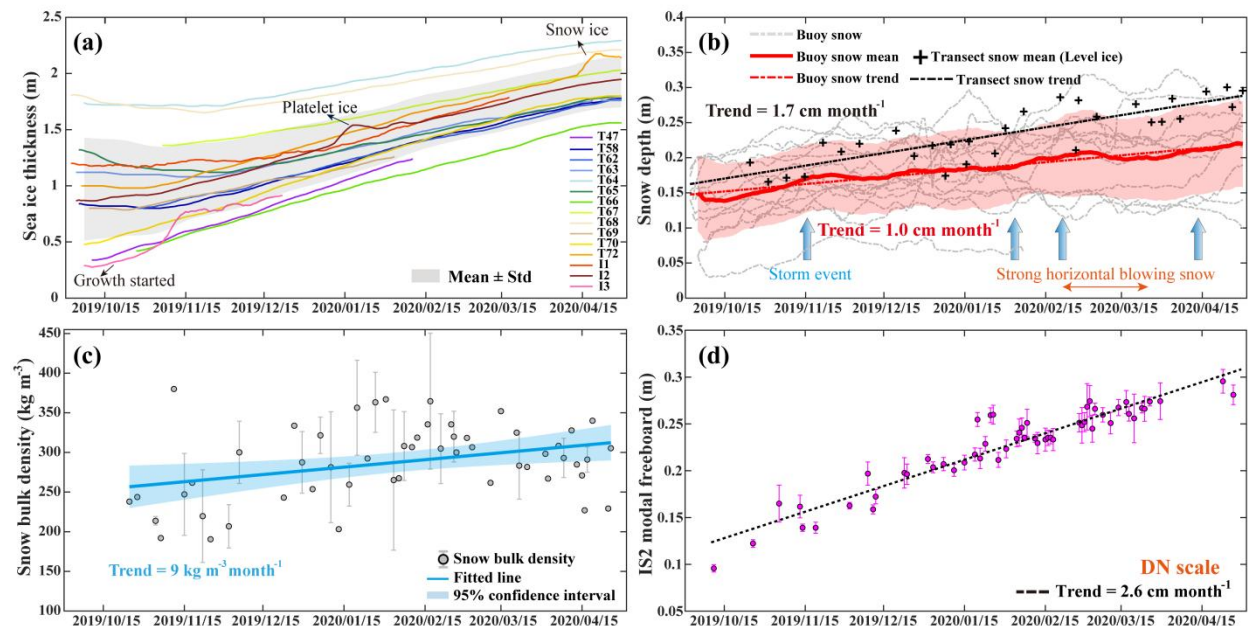 (a)
Sea ice thickness (m)
2.5
2
1.5
1
0.5
0
Snow ice
Platelet ice
Growth started
Mean ± Std
T47
T58
T62
T63
T64
T65
T66
T67
T68
T69
T70
T72
I1
I2
I3
2019/10/15 2019/11/15 2019/12/15 2020/01/15 2020/02/15 2020/03/15 2020/04/15
(b)
Snow depth (m)
0.4
0.35
0.3
0.25
0.2
0.15
0.1
0.05
0
Buoy snow
Buoy snow mean
Transect snow mean (Level ice)
Buoy snow trend
Transect snow trend
Trend = 1.7 cm month-1
Trend = 1.0 cm month-1
Storm event
Strong horizontal blowing snow
2019/10/15 2019/11/15 2019/12/15 2020/01/15 2020/02/15 2020/03/15 2020/04/15
(c)
Snow bulk density (kg m-3)
450
400
350
300
250
200
150
100
Trend = 9 kg m-3 month-1
Snow bulk density
Fitted line
95% confidence interval
2019/10/15 2019/11/15 2019/12/15 2020/01/15 2020/02/15 2020/03/15 2020/04/15
(d)
IS2 modal freeboard (m)
0.35
0.3
0.25
0.2
0.15
0.1
0.05
DN scale
Trend = 2.6 cm month-1
2019/10/15 2019/11/15 2019/12/15 2020/01/15 2020/02/15 2020/03/15 2020/04/15